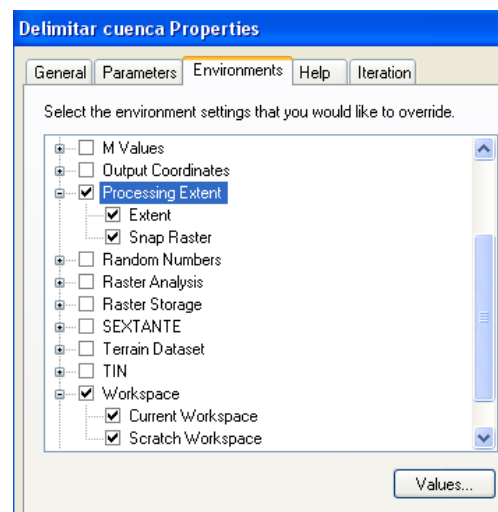 Delimitar cuenca Properties
General Parameters Environments Help Iteration
Select the environment settings that you would like to override.
M Values
Output Coordinates
Processing Extent
Extent
Snap Raster
Random Numbers
Raster Analysis
Raster Storage
SEXTANTE
Terrain Dataset
TIN
Workspace
Current Workspace
Scratch Workspace
Values...